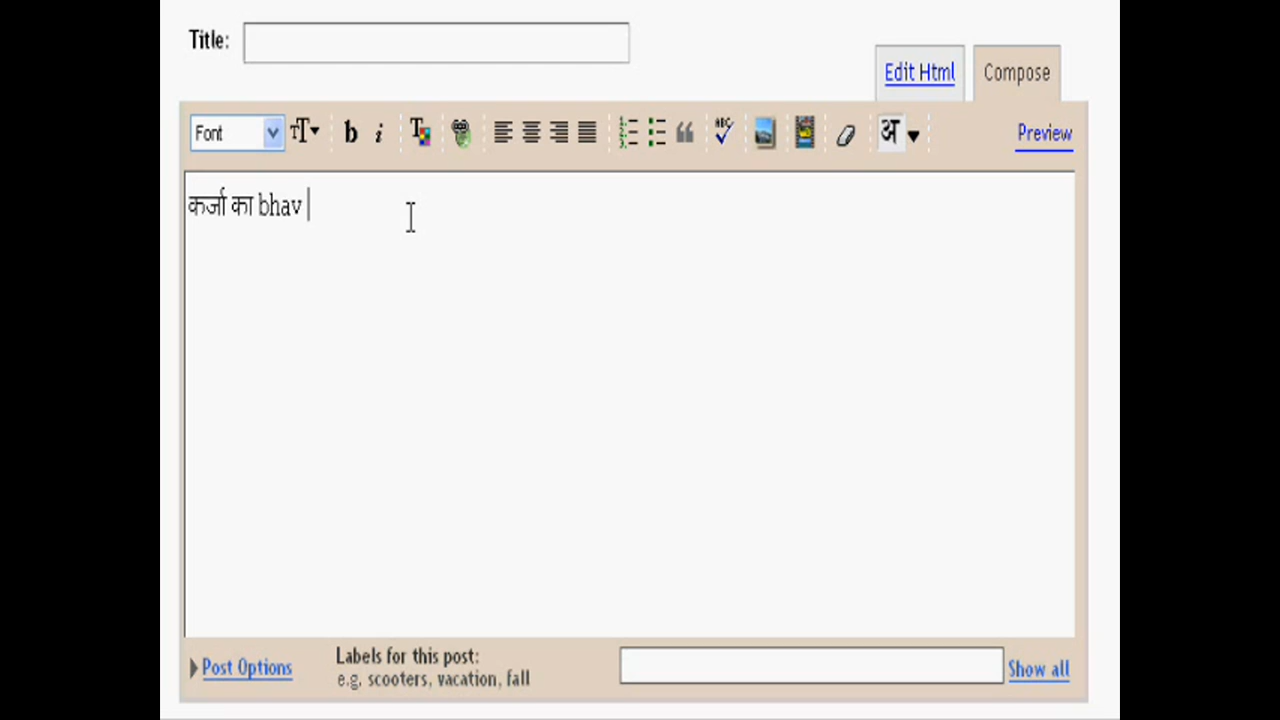 Title:
Edit Html
Compose
Font
T
b
i
T
ABC
अ
Preview
कर्जा का bhav
Post Options
Labels for this post:
e.g. scooters, vacation, fall
Show all